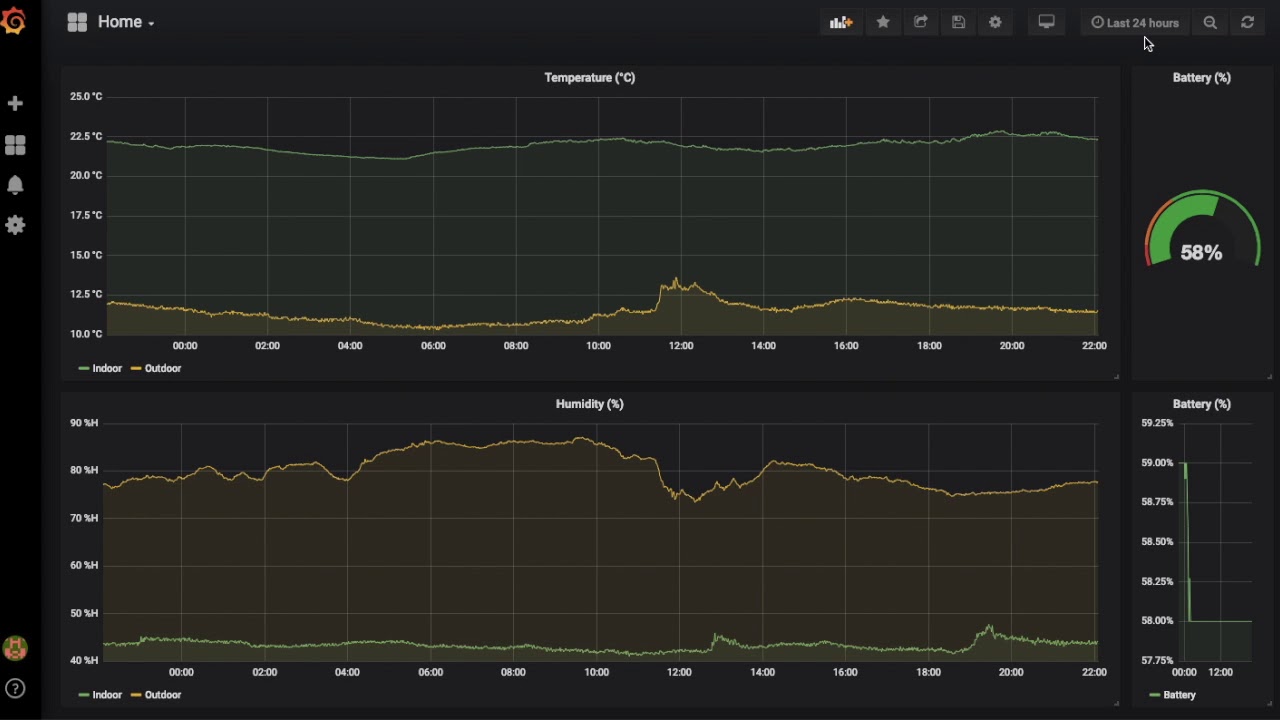 Home
Last 24 hours
Temperature (°C)
25.0 °C
22.5 °C
20.0 °C
17.5 °C
15.0 °C
12.5 °C
10.0 °C
00:00 02:00 04:00 06:00 08:00 10:00 12:00 14:00 16:00 18:00 20:00 22:00
Indoor Outdoor
Battery (%)
58%
Humidity (%)
90 %H
80 %H
70 %H
60 %H
50 %H
40 %H
00:00 02:00 04:00 06:00 08:00 10:00 12:00 14:00 16:00 18:00 20:00 22:00
Indoor Outdoor
Battery (%)
59.25%
59.00%
58.75%
58.50%
58.25%
58.00%
57.75%
00:00 12:00
Battery